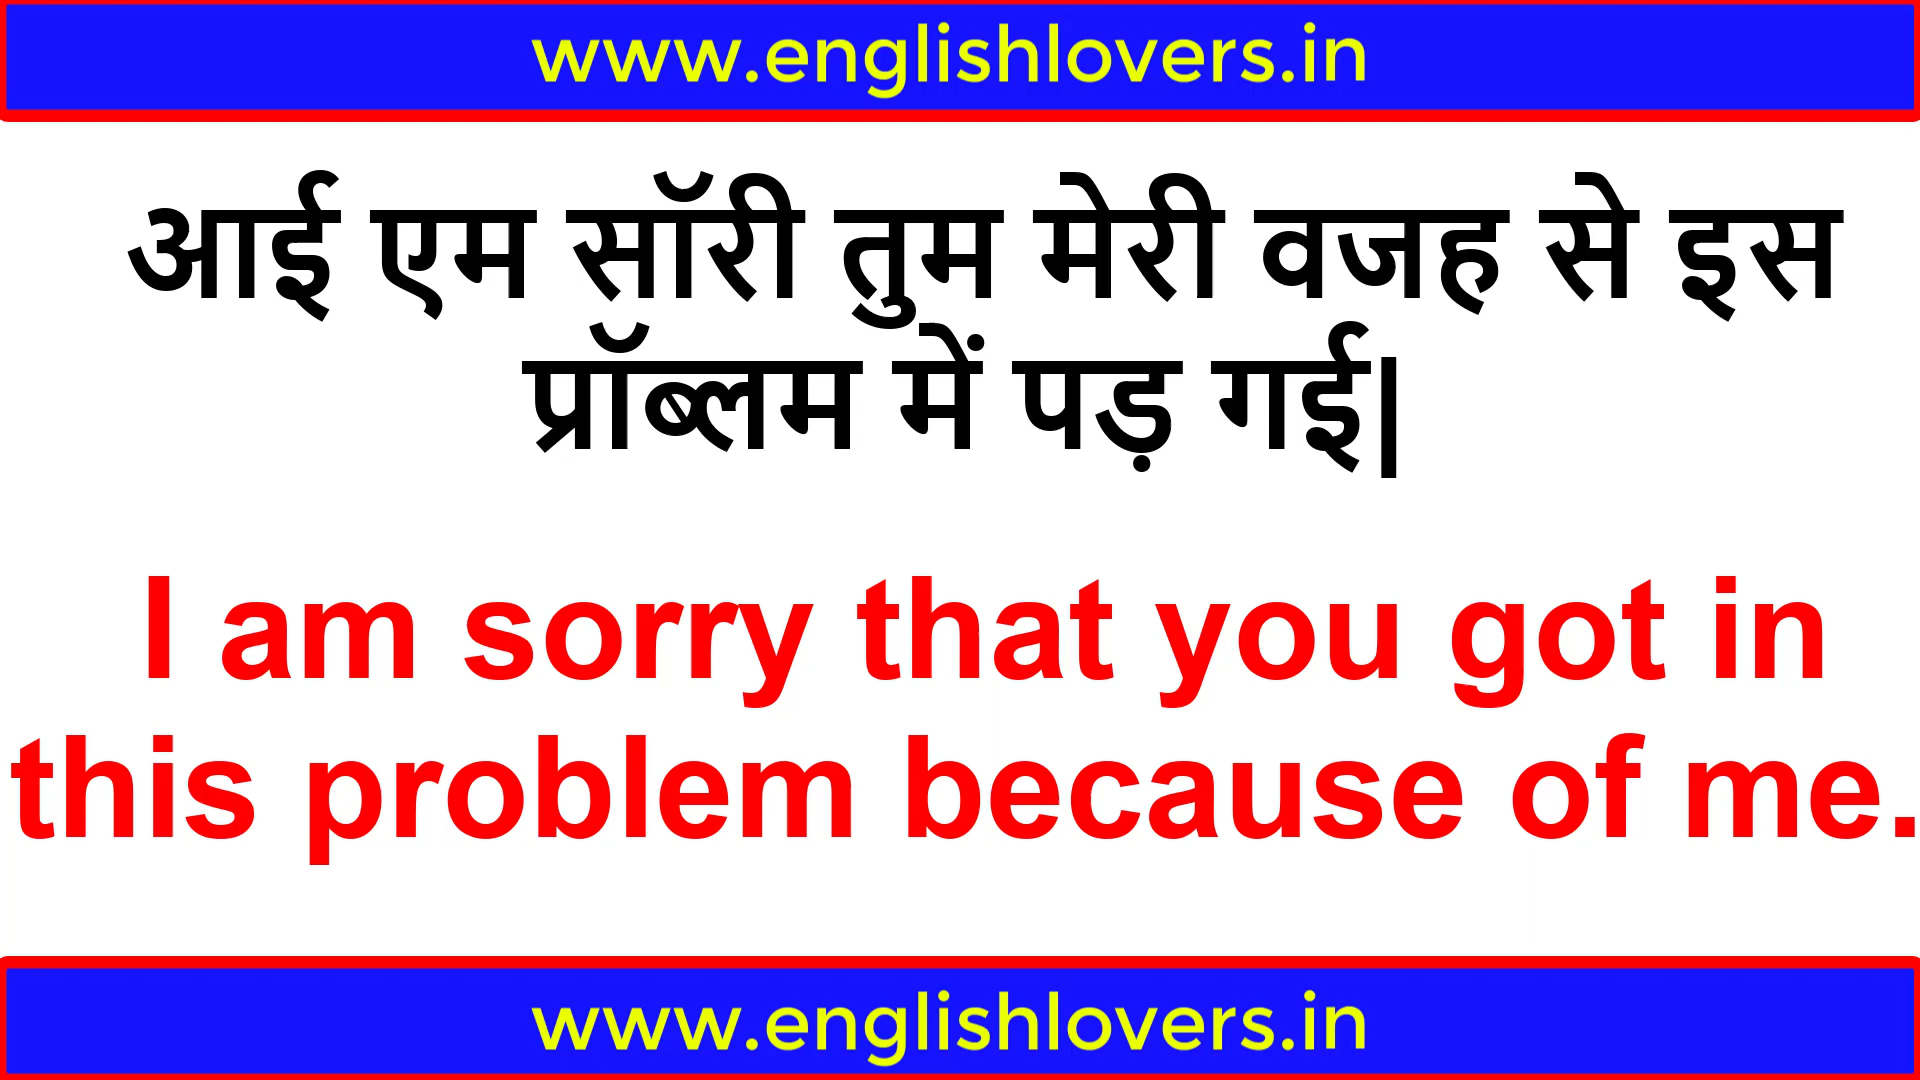 www.englishlovers.in
आई एम सॉरी तुम मेरी वजह से इस
प्रॉब्लम में पड़ गई|
I am sorry that you got in
this problem because of me.
www.englishlovers.in